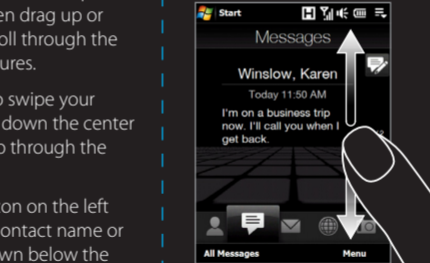 en drag up or
oll through the
ures.
o swipe your
down the center
o through the
con on the left
contact name or
wn below the
Start
H
Messages
Winslow, Karen
Today 11:50 AM
I'm on a business trip
now. I'll call you when I
get back.
All Messages
Menu